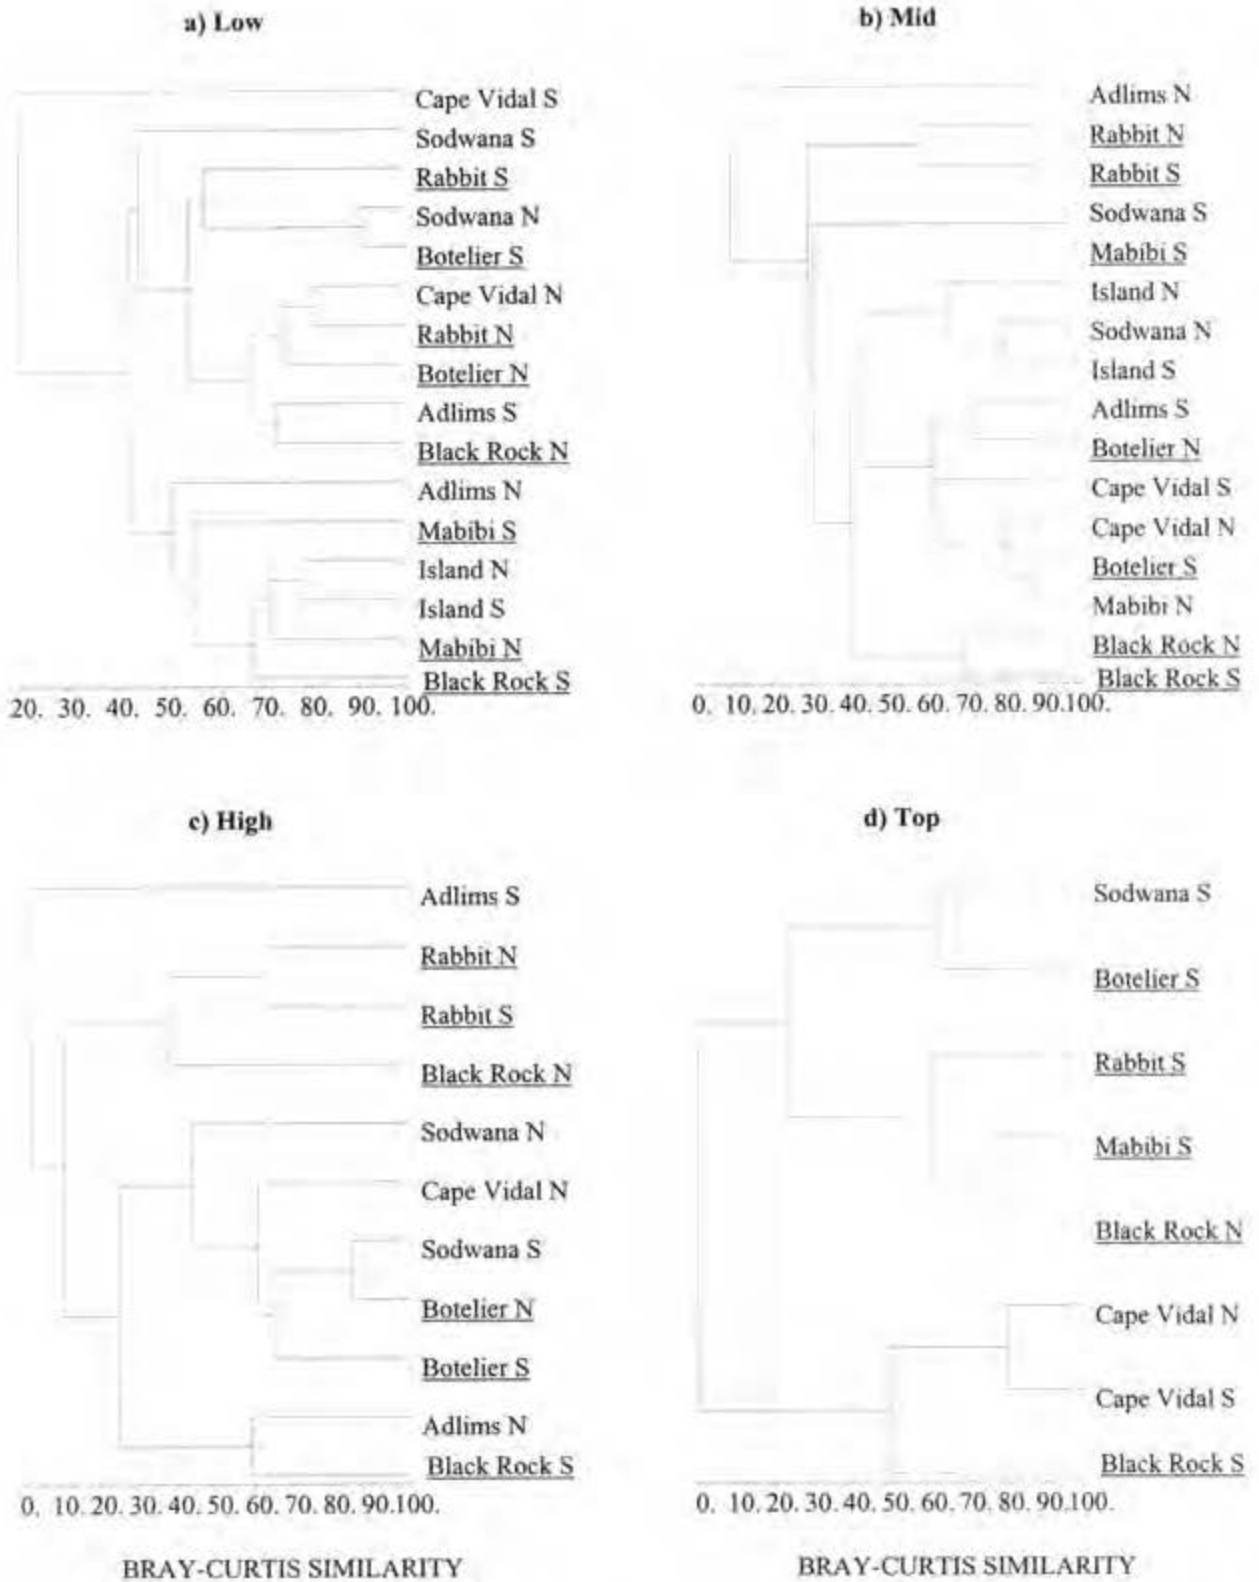 a) Low
Cape Vidal S
Sodwana S
Rabbit S
Sodwana N
Botelier S
Cape Vidal N
Rabbit N
Botelier N
Adlims S
Black Rock N
Adlims N
Mabibi S
Island N
Island S
Mabibi N
Black Rock S
20. 30. 40. 50. 60. 70. 80. 90. 100.
b) Mid
Adlims N
Rabbit N
Rabbit S
Sodwana S
Mabibi S
Island N
Sodwana N
Island S
Adlims S
Botelier N
Cape Vidal S
Cape Vidal N
Botelier S
Mabibi N
Black Rock N
Black Rock S
0. 10. 20. 30. 40. 50. 60. 70. 80. 90.100.
c) High
Adlims S
Rabbit N
Rabbit S
Black Rock N
Sodwana N
Cape Vidal N
Sodwana S
Botelier N
Botelier S
Adlims N
Black Rock S
0. 10. 20. 30. 40. 50. 60. 70. 80. 90.100.
BRAY-CURTIS SIMILARITY
d) Top
Sodwana S
Botelier S
Rabbit S
Mabibi S
Black Rock N
Cape Vidal N
Cape Vidal S
Black Rock S
0. 10. 20. 30. 40. 50. 60. 70. 80. 90.100.
BRAY-CURTIS SIMILARITY